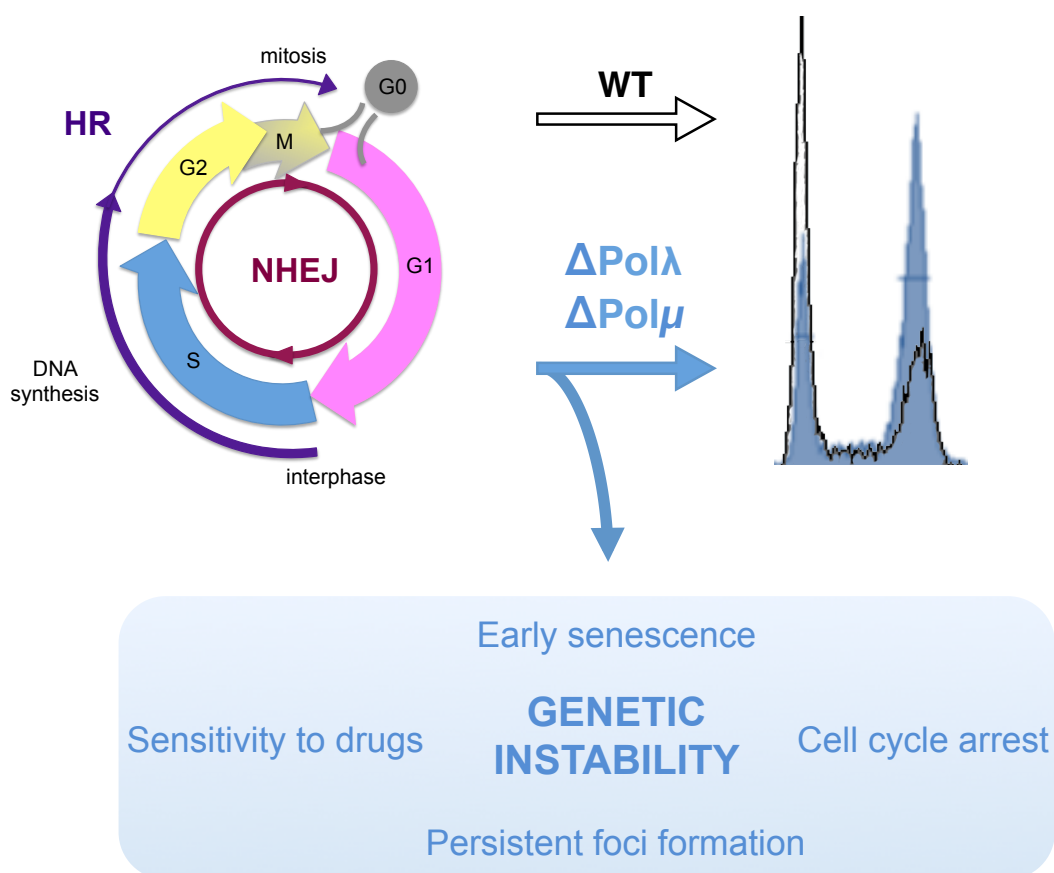 mitosis
HR
G0
M
G2
NHEJ
G1
S
DNA
synthesis
interphase
WT
ΔPolλ
ΔPolμ
Early senescence
GENETIC
INSTABILITY
Sensitivity to drugs
Cell cycle arrest
Persistent foci formation